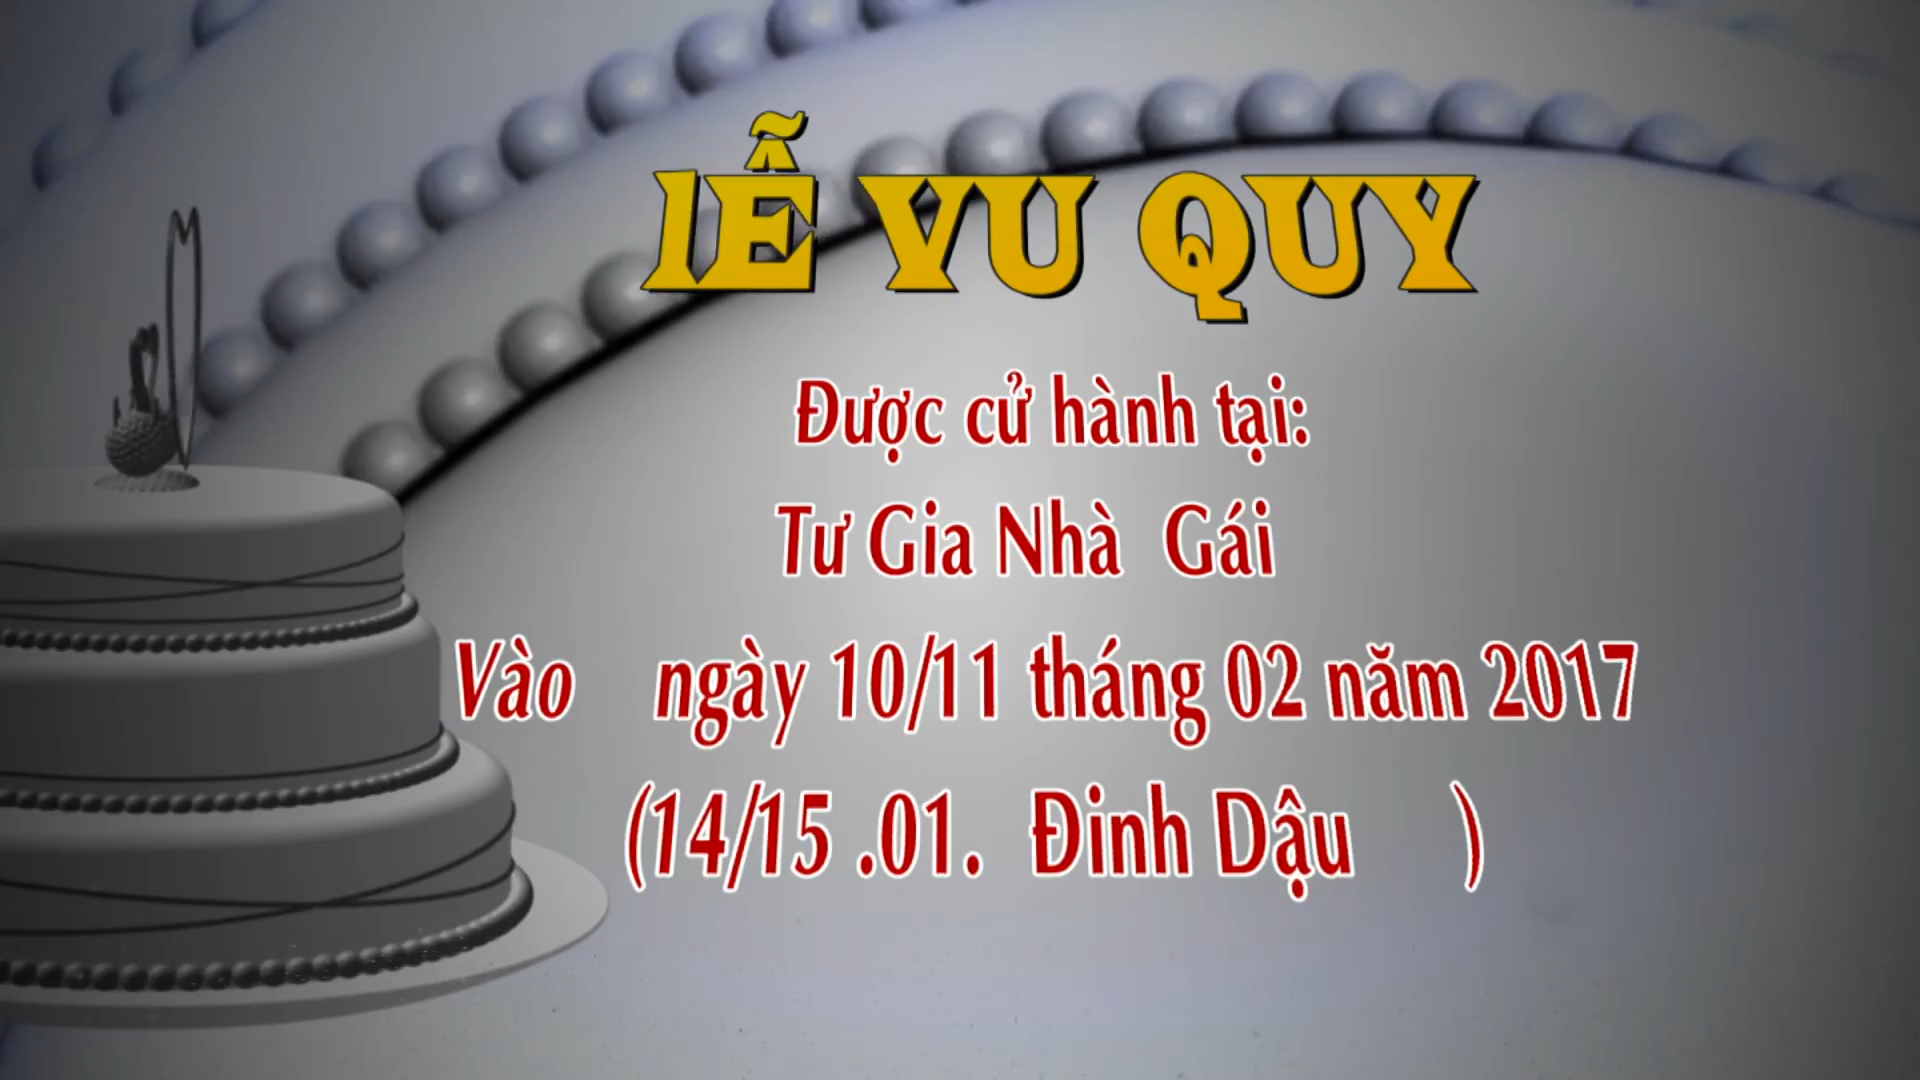 lỄ VU QUY
Được cử hành tại:
Tư Gia Nhà Gái
Vào ngày 10/11 tháng 02 năm 2017
(14/15 .01. Đinh Dậu )